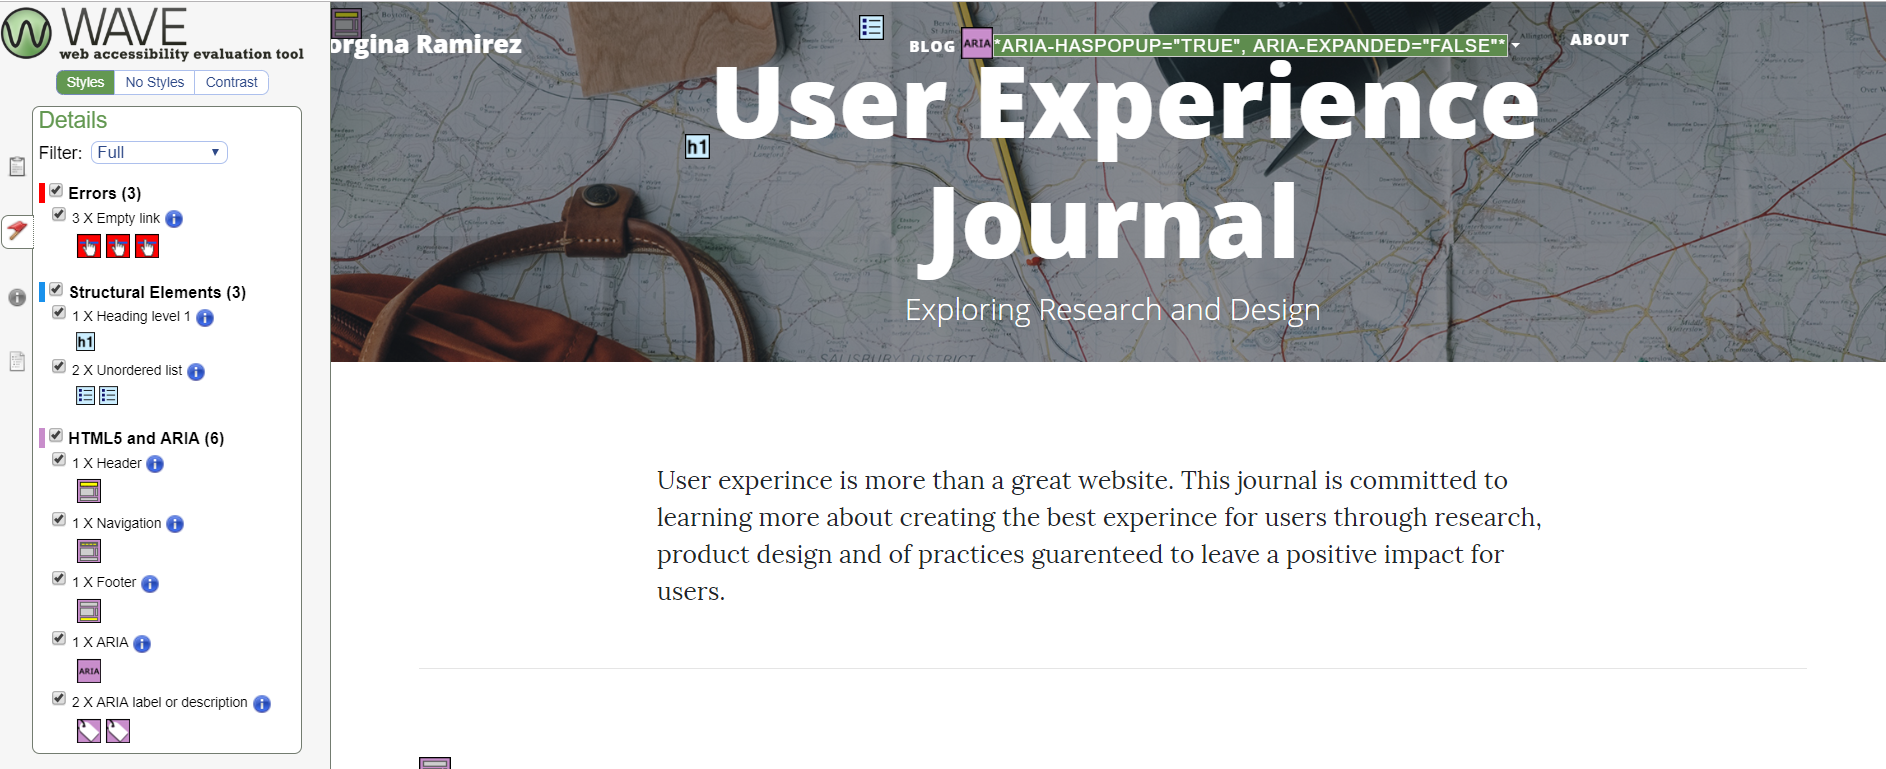 WAVE
web accessibility evaluation tool
Styles No Styles Contrast
Details
Filter: Full
Errors (3)
3 X Empty link
Structural Elements (3)
1 X Heading level 1
h1
2 X Unordered list
HTML5 and ARIA (6)
1 X Header
1 X Navigation
1 X Footer
1 X ARIA
ARIA
2 X ARIA label or description
orgina Ramirez
BLOG ARIA *ARIA-HASPOPUP="TRUE", ARIA-EXPANDED="FALSE"* ABOUT
h1
User Experience
Journal
Exploring Research and Design
SALISBURY DISTRICT
User experince is more than a great website. This journal is committed to
learning more about creating the best experince for users through research,
product design and of practices guarenteed to leave a positive impact for
users.